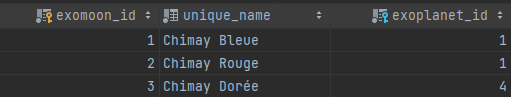 exomoon_id unique_name exoplanet_id
1 Chimay Bleue 1
2 Chimay Rouge 1
3 Chimay Dorée 4